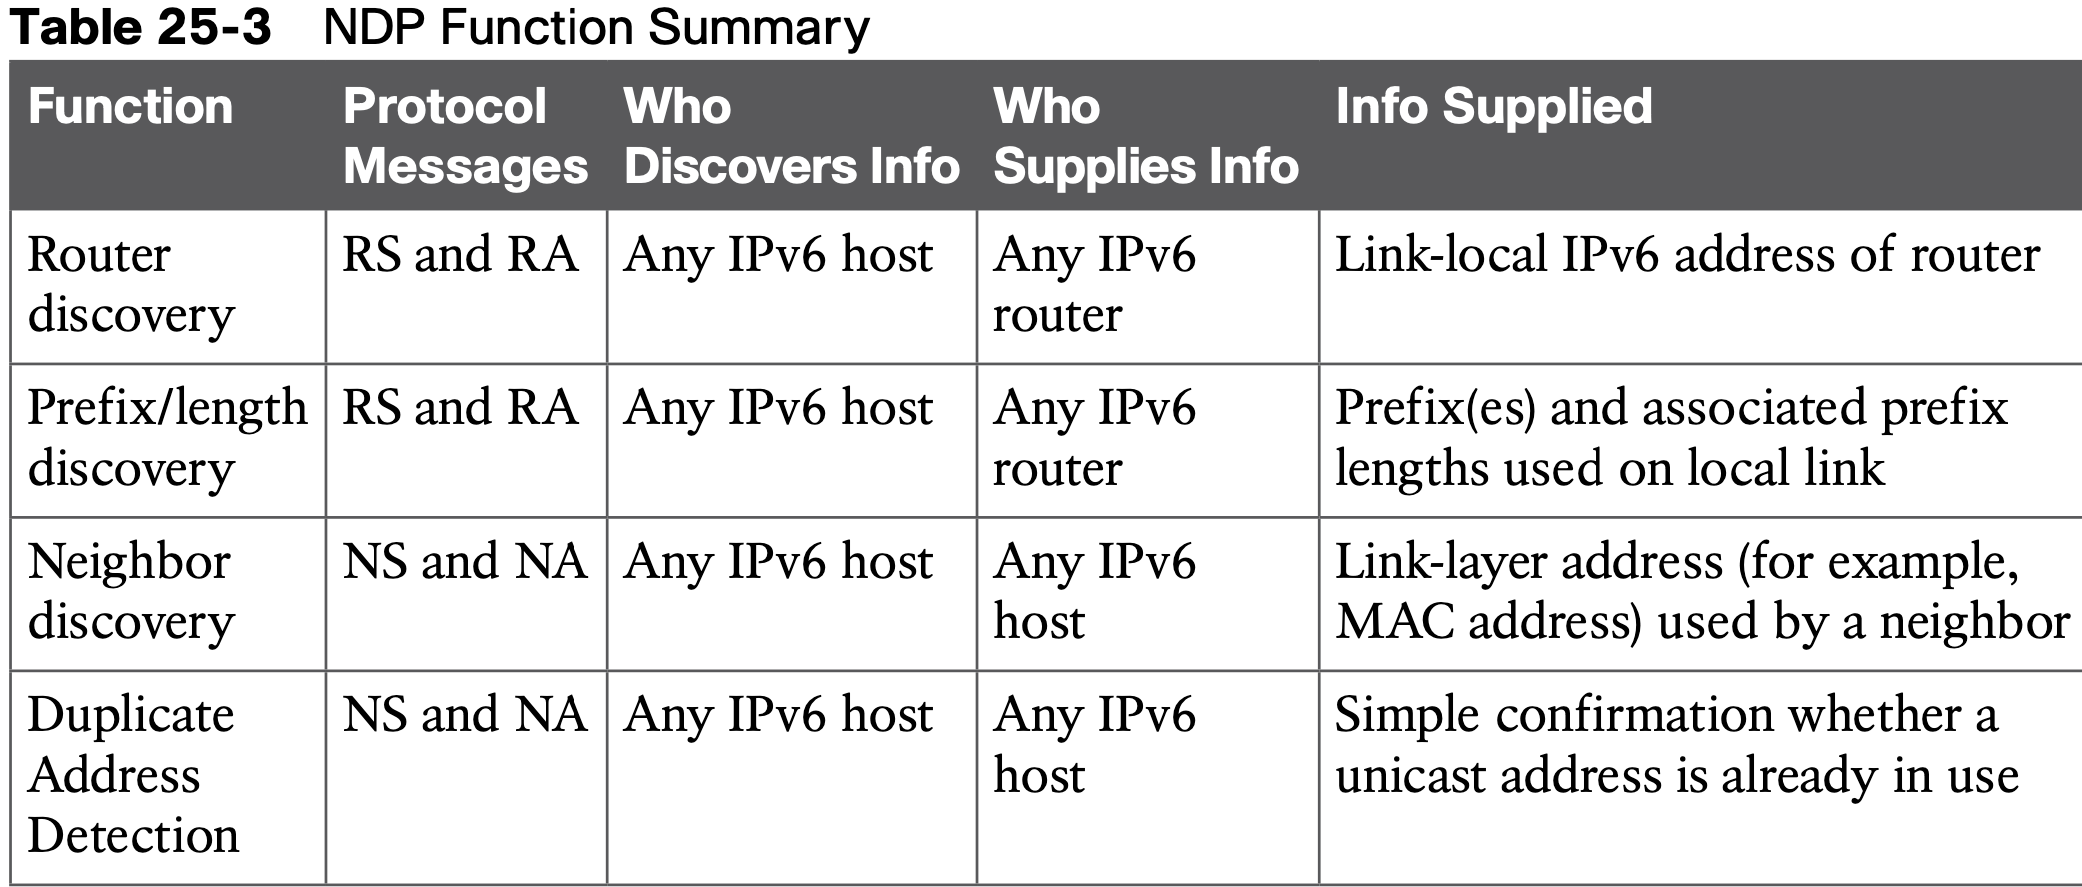 Table 25-3 NDP Function Summary
Function
Protocol
Messages
Who
Discovers Info
Who
Supplies Info
Info Supplied
Router
discovery
RS and RA
Any IPv6 host
Any IPv6
router
Link-local IPv6 address of router
Prefix/length
discovery
RS and RA
Any IPv6 host
Any IPv6
router
Prefix(es) and associated prefix
lengths used on local link
Neighbor
discovery
NS and NA
Any IPv6 host
Any IPv6
host
Link-layer address (for example,
MAC address) used by a neighbor
Duplicate
Address
Detection
NS and NA
Any IPv6 host
Any IPv6
host
Simple confirmation whether a
unicast address is already in use